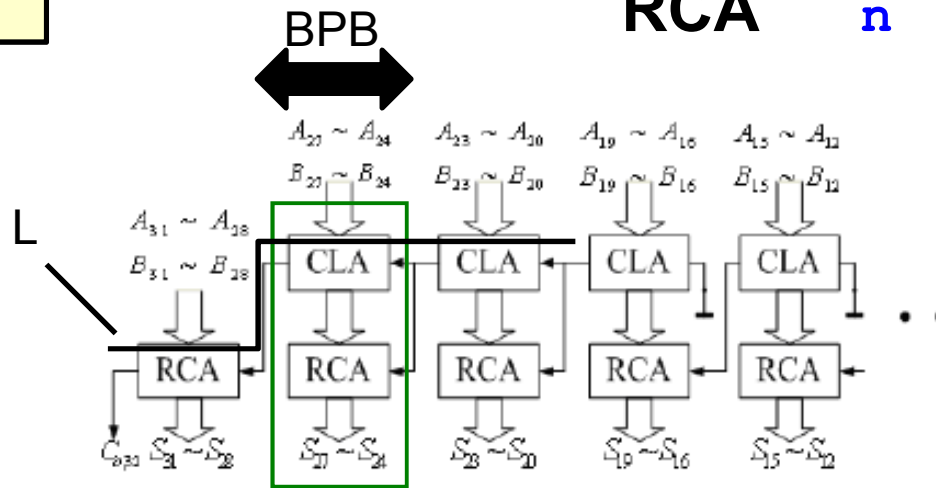 RCA n
BPB
A₂₇ ~ A₂₄ A₂₃ ~ A₂₀ A₁₉ ~ A₁₆ A₁₅ ~ A₁₂
B₂₇ ~ B₂₄ B₂₃ ~ B₂₀ B₁₉ ~ B₁₆ B₁₅ ~ B₁₂
L
A₃₁ ~ A₂₈
B₃₁ ~ B₂₈
CLA CLA CLA CLA
RCA RCA RCA RCA RCA
S₃₁ ~ S₂₈ S₂₇ ~ S₂₄ S₂₃ ~ S₂₀ S₁₉ ~ S₁₆ S₁₅ ~ S₁₂